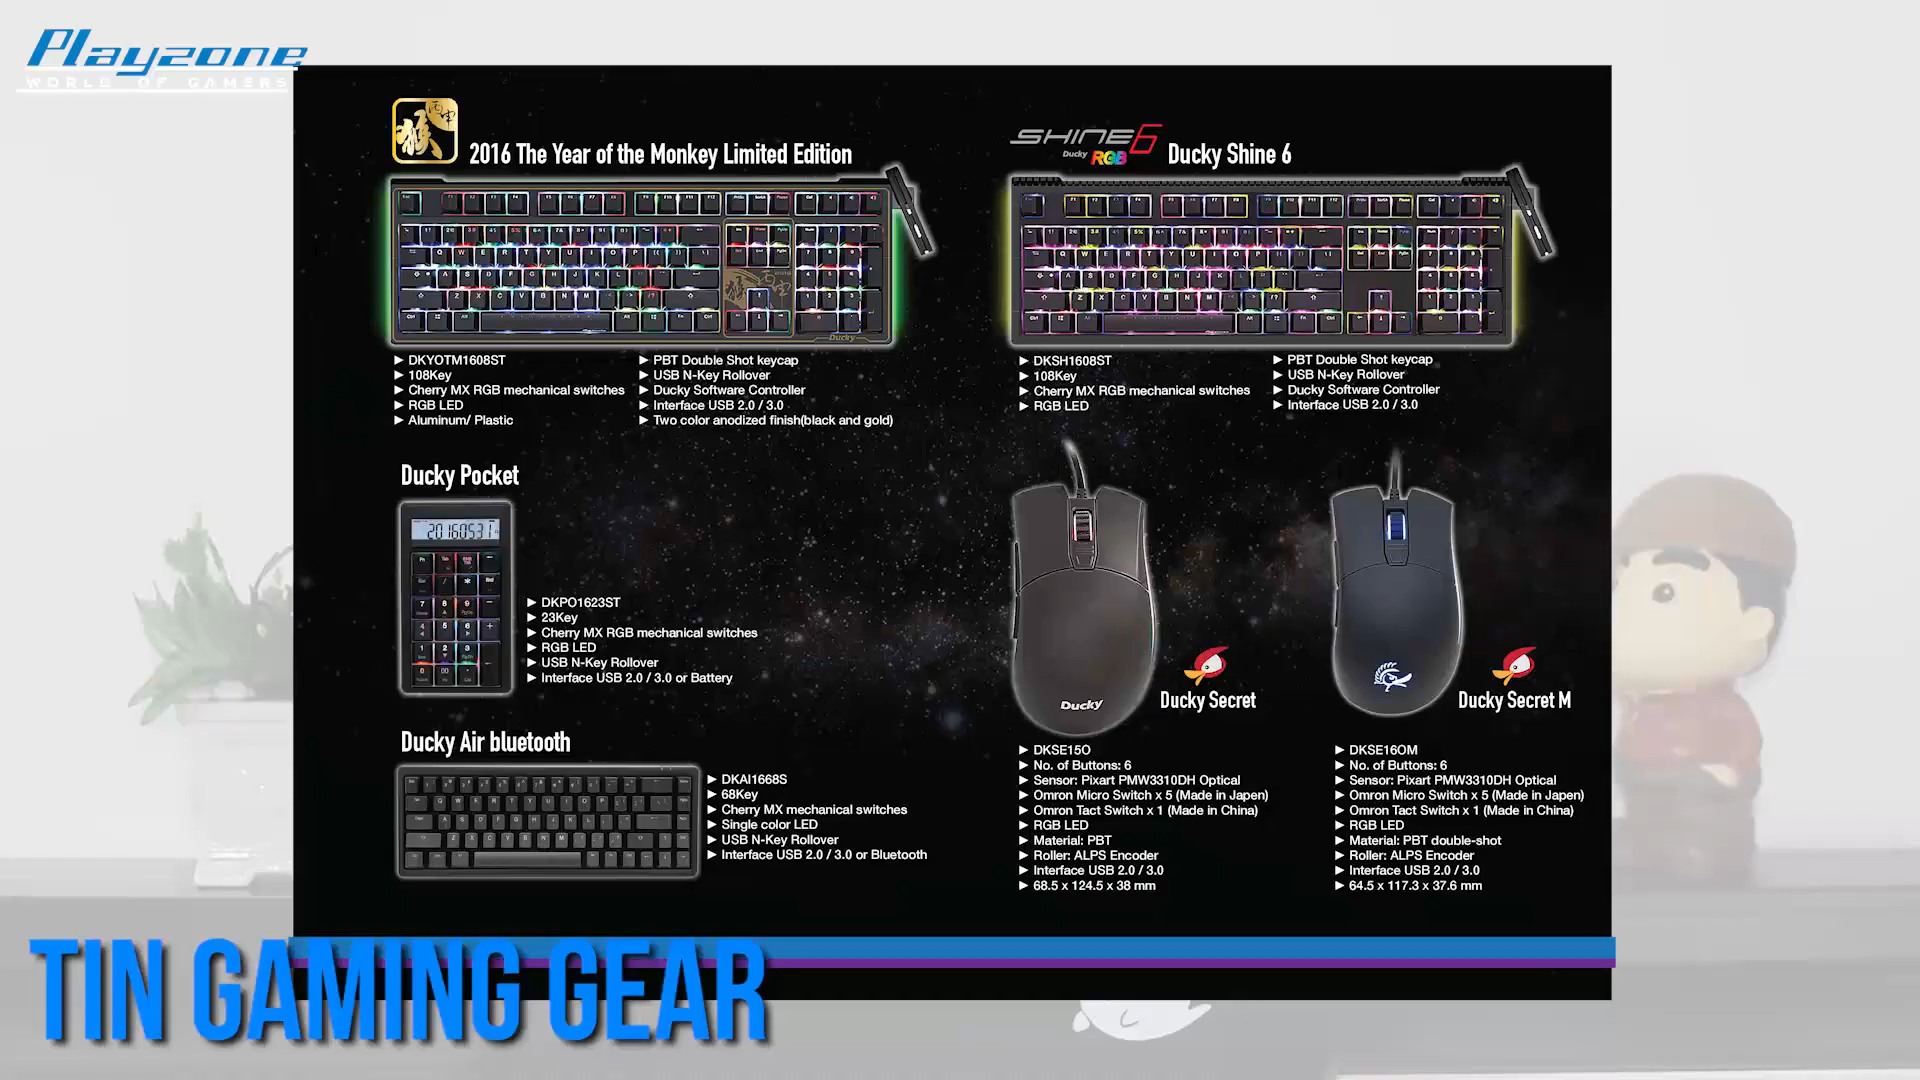 Playzone
WORLD OF GAMERS
丙申
猴
2016 The Year of the Monkey Limited Edition
DKYOTM1608ST
108Key
Cherry MX RGB mechanical switches
RGB LED
Aluminum/ Plastic
PBT Double Shot keycap
USB N-Key Rollover
Ducky Software Controller
Interface USB 2.0 / 3.0
Two color anodized finish(black and gold)
SHINE 6
Ducky RGB
Ducky Shine 6
DKSH1608ST
108Key
Cherry MX RGB mechanical switches
RGB LED
PBT Double Shot keycap
USB N-Key Rollover
Ducky Software Controller
Interface USB 2.0 / 3.0
Ducky Pocket
20160531
DKPO1623ST
23Key
Cherry MX RGB mechanical switches
RGB LED
USB N-Key Rollover
Interface USB 2.0 / 3.0 or Battery
Ducky Air bluetooth
DKAI1668S
68Key
Cherry MX mechanical switches
Single color LED
USB N-Key Rollover
Interface USB 2.0 / 3.0 or Bluetooth
Ducky
Ducky Secret
DKSE15O
No. of Buttons: 6
Sensor: Pixart PMW3310DH Optical
Omron Micro Switch x 5 (Made in Japen)
Omron Tact Switch x 1 (Made in China)
RGB LED
Material: PBT
Roller: ALPS Encoder
Interface USB 2.0 / 3.0
68.5 x 124.5 x 38 mm
Ducky Secret M
DKSE16OM
No. of Buttons: 6
Sensor: Pixart PMW3310DH Optical
Omron Micro Switch x 5 (Made in Japen)
Omron Tact Switch x 1 (Made in China)
RGB LED
Material: PBT double-shot
Roller: ALPS Encoder
Interface USB 2.0 / 3.0
64.5 x 117.3 x 37.6 mm
TIN GAMING GEAR